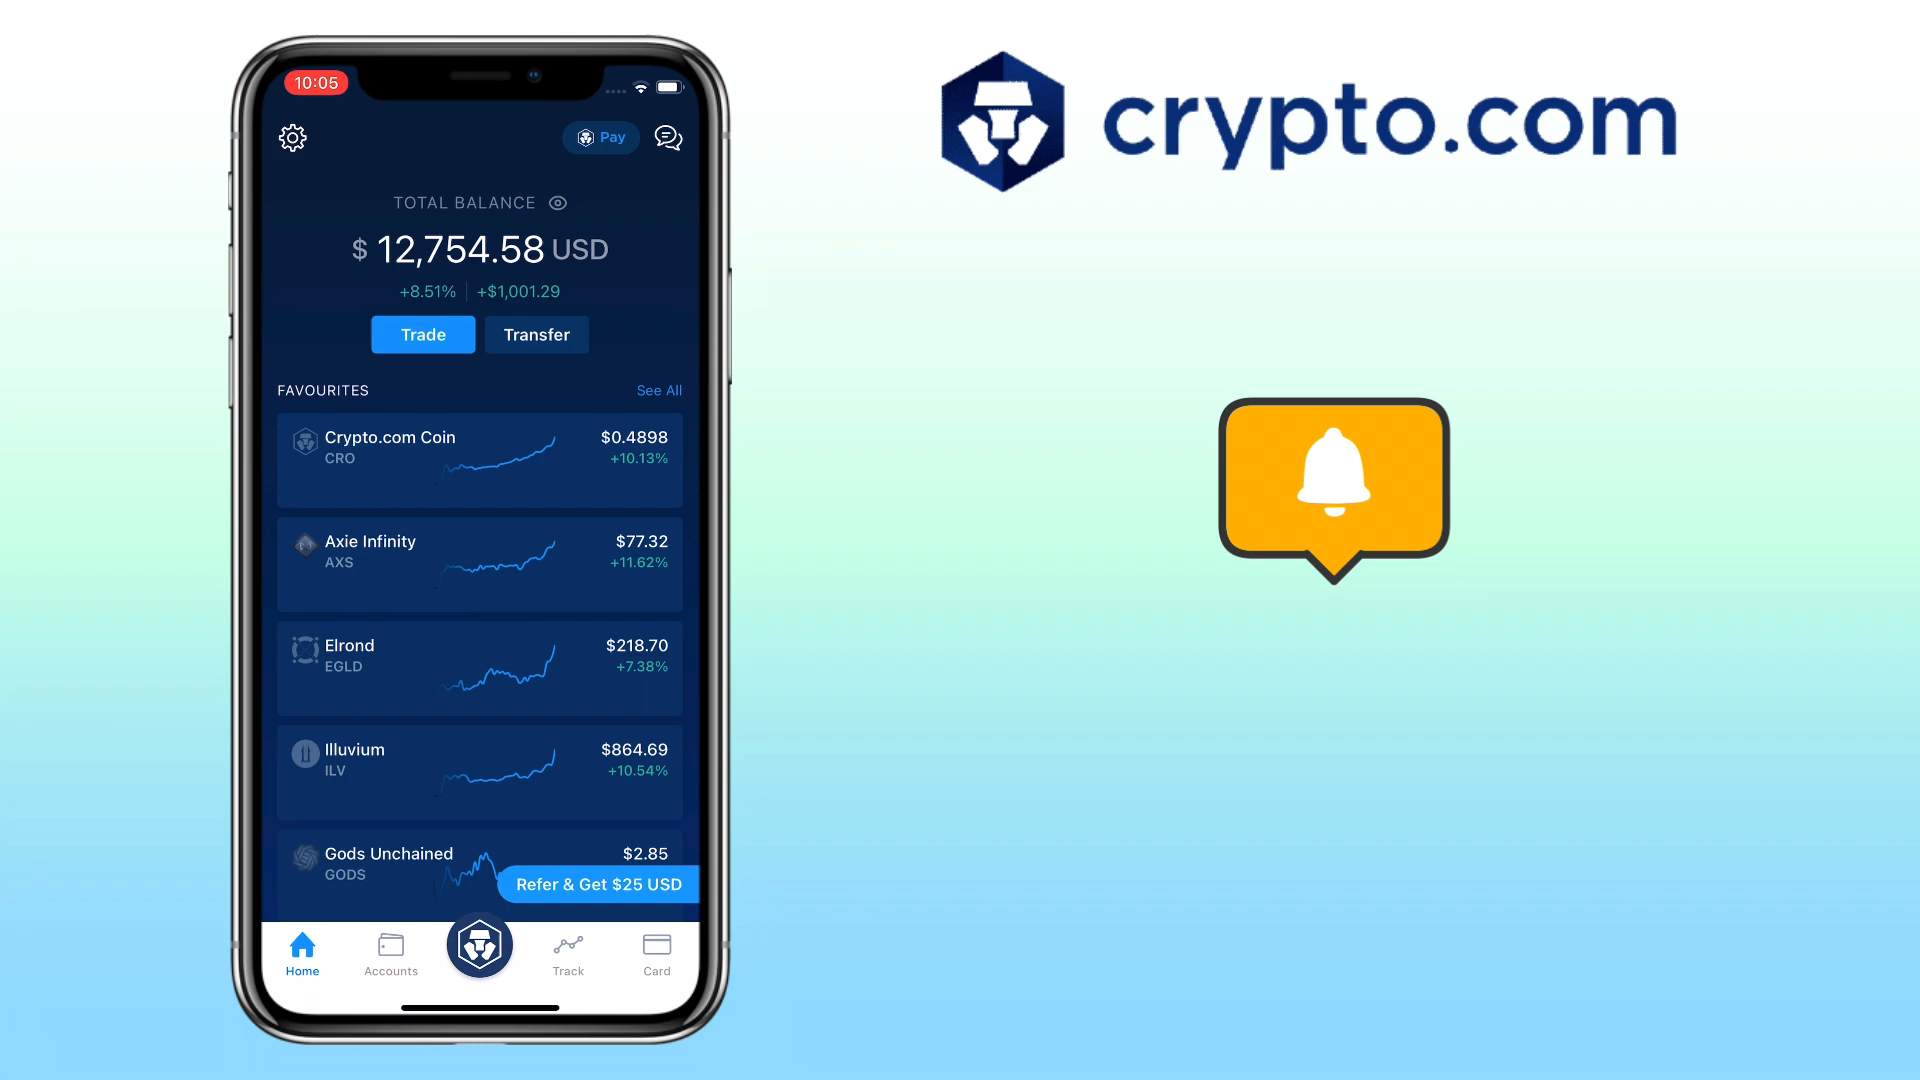 10:05
Pay
TOTAL BALANCE
$ 12,754.58 USD
+8.51% +$1,001.29
Trade Transfer
FAVOURITES See All
Crypto.com Coin $0.4898
CRO +10.13%
Axie Infinity $77.32
AXS +11.62%
Elrond $218.70
EGLD +7.38%
Illuvium $864.69
ILV +10.54%
Gods Unchained $2.85
GODS
Refer & Get $25 USD
Home Accounts Track Card
crypto.com